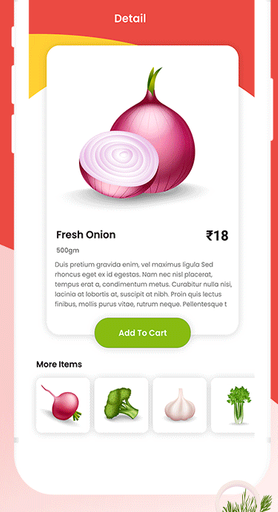 Detail
Fresh Onion
₹18
500gm
Duis pretium gravida enim, vel maximus ligula Sed
rhoncus eget ex id egestas. Nam nec nisl placerat,
tempus erat a, condimentum metus. Curabitur nulla nisi,
lacinia at lobortis at, suscipit at nibh. Proin quis lectus
finibus, mollis purus vitae, rutrum neque. Pellentesque t
Add To Cart
More Items